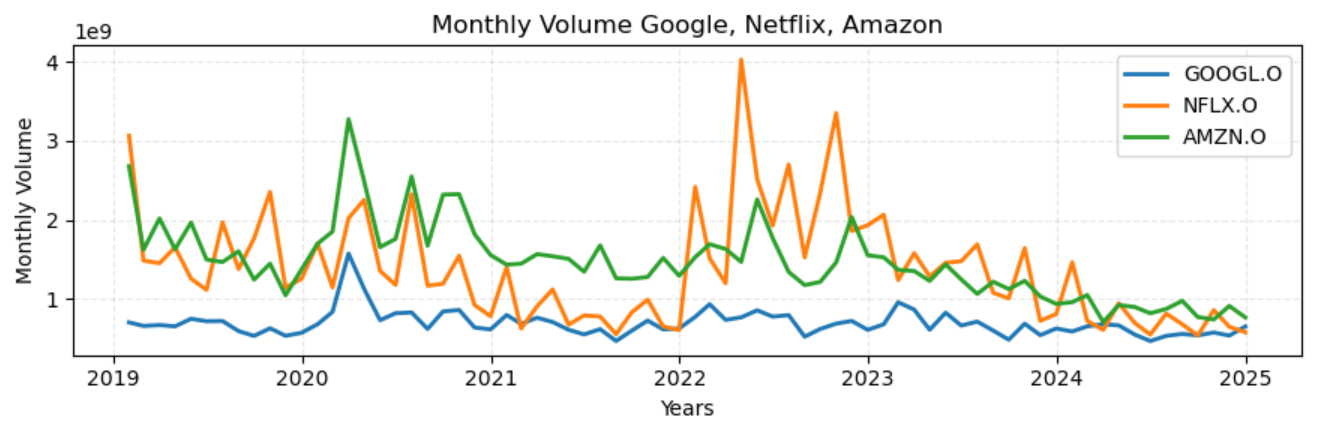 Monthly Volume Google, Netflix, Amazon
1e9
4
3
2
1
Monthly Volume
GOOGL.O
NFLX.O
AMZN.O
2019 2020 2021 2022 2023 2024 2025
Years